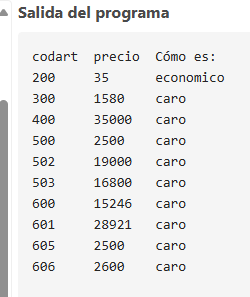 Salida del programa
codart precio Cómo es:
200 35 economico
300 1580 caro
400 35000 caro
500 2500 caro
502 19000 caro
503 16800 caro
600 15246 caro
601 28921 caro
605 2500 caro
606 2600 caro